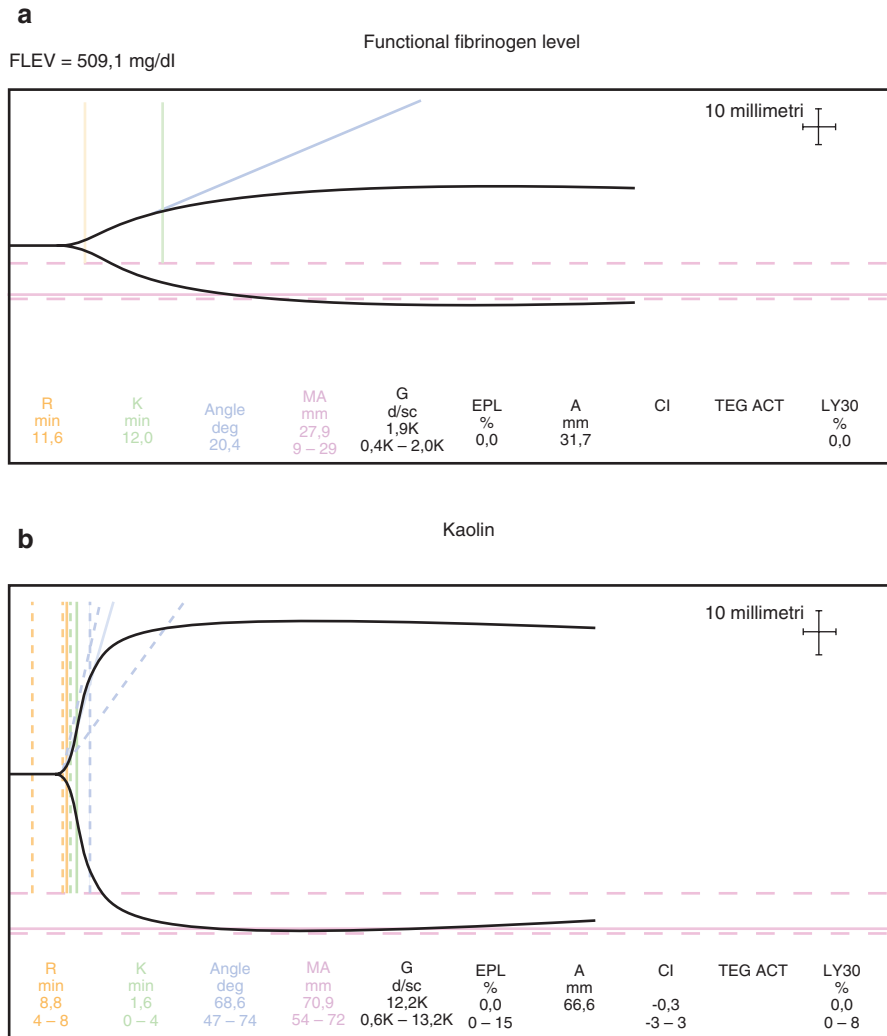 a
Functional fibrinogen level
FLEV = 509,1 mg/dl
10 millimetri
R
min
11,6
K
min
12,0
Angle
deg
20,4
MA
mm
27,9
9 – 29
G
d/sc
1,9K
0,4K – 2,0K
EPL
%
0,0
A
mm
31,7
CI
TEG ACT
LY30
%
0,0
b
Kaolin
10 millimetri
R
min
8,8
4 – 8
K
min
1,6
0 – 4
Angle
deg
68,6
47 – 74
MA
mm
70,9
54 – 72
G
d/sc
12,2K
0,6K – 13,2K
EPL
%
0,0
0 – 15
A
mm
66,6
CI
-0,3
-3 – 3
TEG ACT
LY30
%
0,0
0 – 8